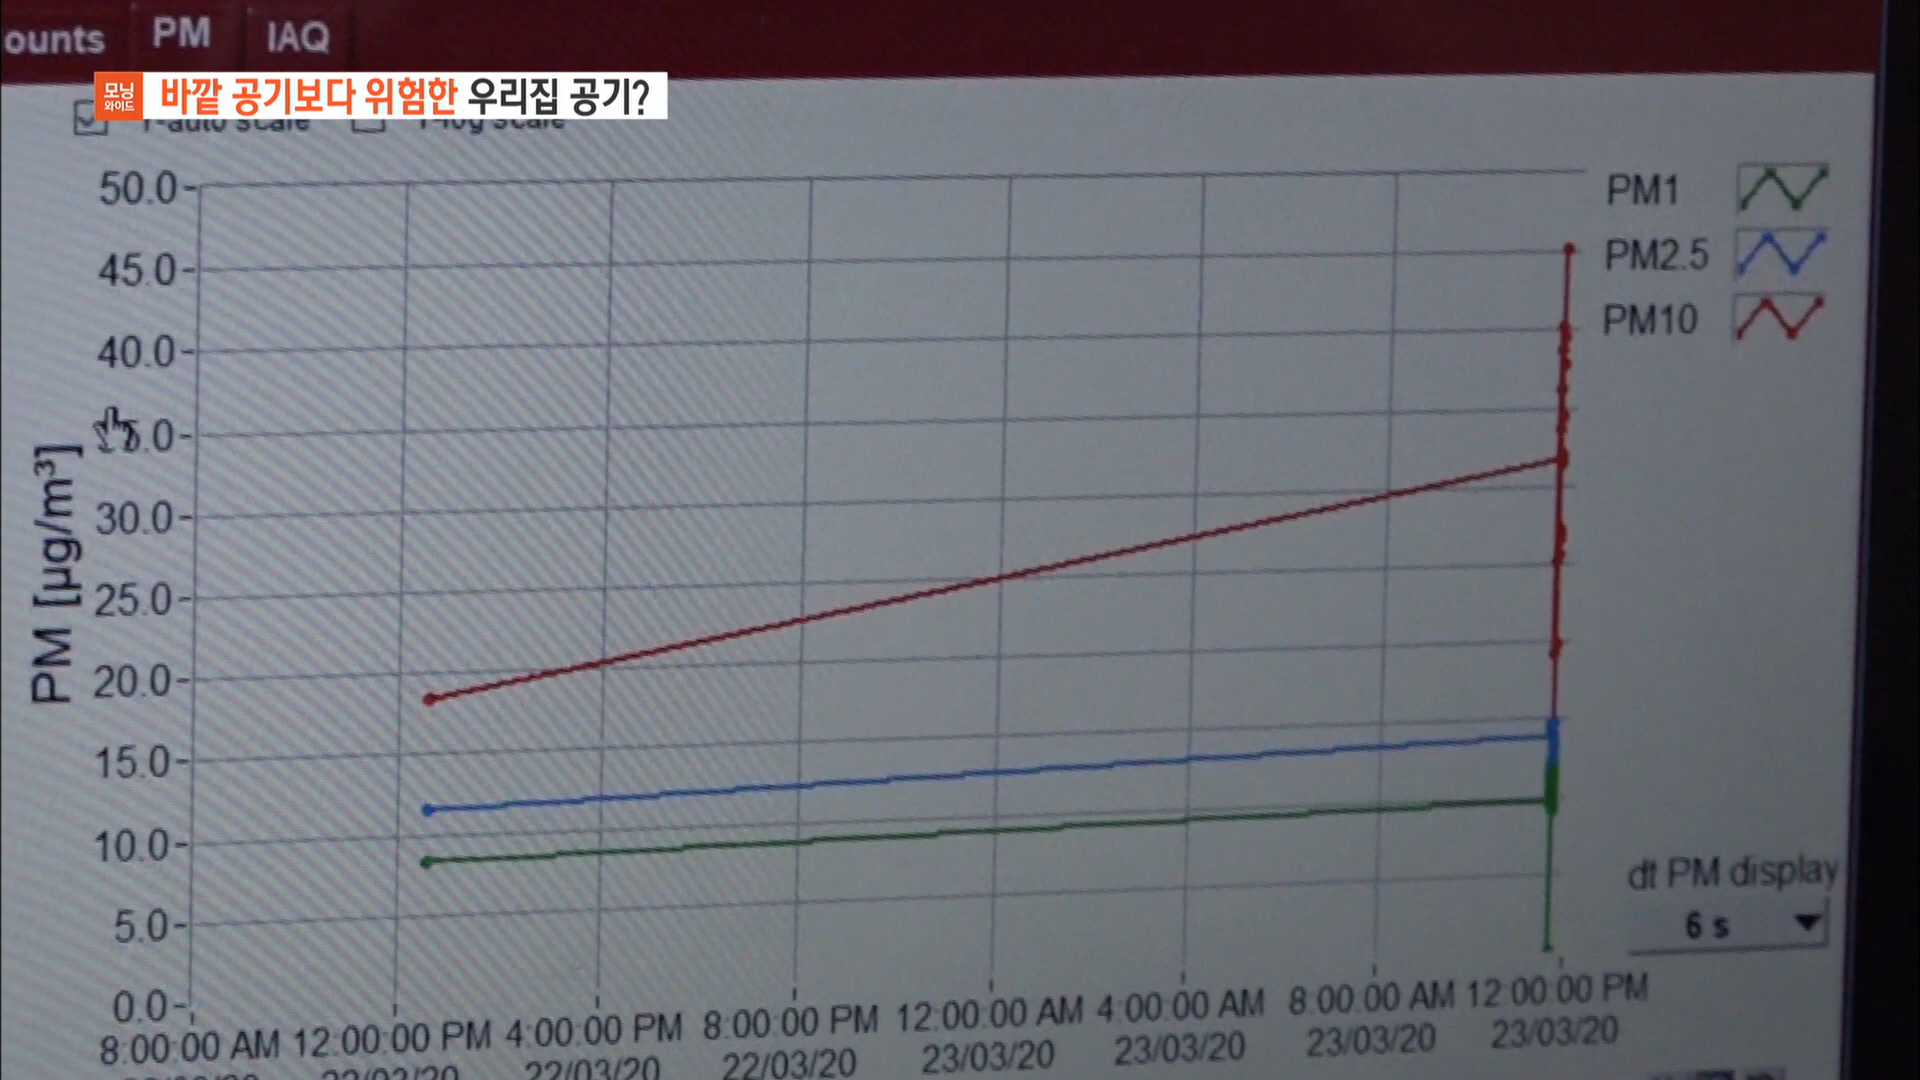 ounts PM IAQ
모닝
와이드
바깥 공기보다 위험한 우리집 공기?
50.0
45.0
40.0
30.0
25.0
20.0
15.0
10.0
5.0
0.0
PM [µg/m³]
PM1
PM2.5
PM10
dt PM display
6 s
8:00:00 AM 12:00:00 PM 4:00:00 PM 8:00:00 PM 12:00:00 AM 4:00:00 AM 8:00:00 AM 12:00:00 PM
22/03/20 22/03/20 23/03/20 23/03/20 23/03/20 23/03/20